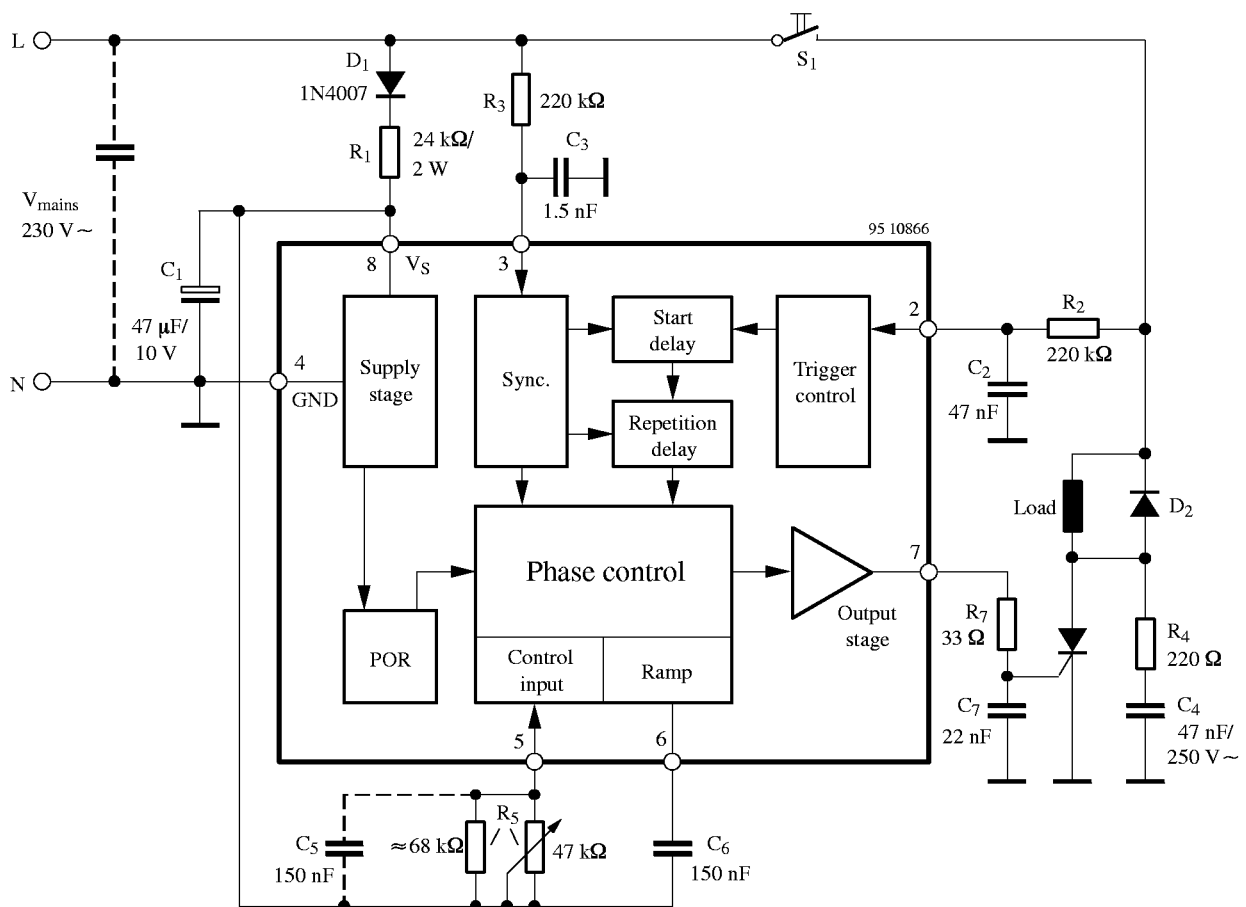 L
D1
1N4007
R3
220 kΩ
S1
R1
24 kΩ/
2 W
C3
1.5 nF
Vmains
230 V ~
95 10866
C1
47 μF/
10 V
8
VS
3
2
R2
220 kΩ
C2
47 nF
N
4
GND
Supply
stage
Sync.
Start
delay
Repetition
delay
Trigger
control
Load
D2
Phase control
7
Output
stage
R7
33 Ω
R4
220 Ω
POR
Control
input
Ramp
C7
22 nF
C4
47 nF/
250 V ~
5
6
C5
150 nF
≈68 kΩ
R5
47 kΩ
C6
150 nF